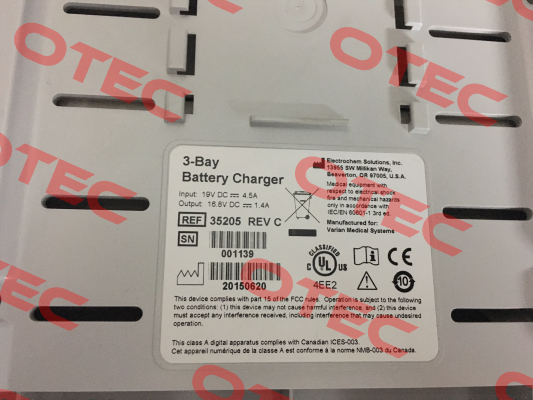 OTEC
3-Bay
Battery Charger
Input: 19V DC ⎓ 4.5A
Output: 16.8V DC ⎓ 1.4A
REF 35205 REV C
SN
001139
20150620
Electrochem Solutions, Inc.
13955 SW Millikan Way,
Beaverton, OR 97005, U.S.A.
Medical equipment with
respect to electrical shock
fire and mechanical hazards
only in accordance with
IEC/EN 60601-1 3rd ed.
Manufactured for:
Varian Medical Systems
CLASSIFIED
C UL US
4EE2
10
This device complies with part 15 of the FCC rules. Operation is subject to the following
two conditions: (1) this device may not cause harmful interference, and (2) this device
must accept any interference received, including interference that may cause undesired
operation.
This class A digital apparatus complies with Canadian ICES-003.
Cet appareil numérique de la classe A est conforme à la norme NMB-003 du Canada.
OTEC
OTEC
OTEC
OTEC
OTEC